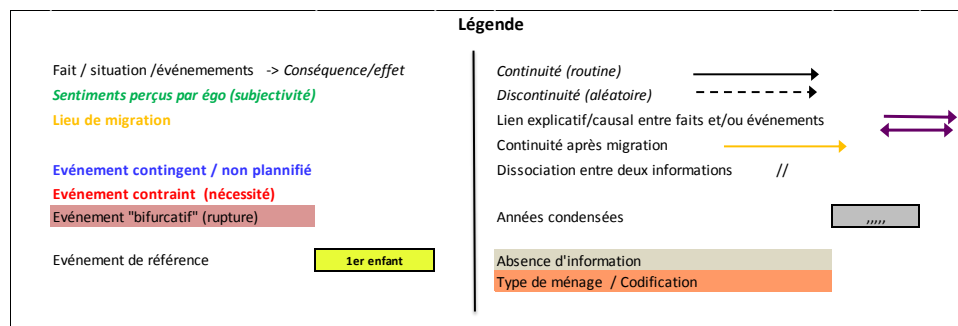 Légende
Fait / situation /événemements -> Conséquence/effet
Sentiments perçus par égo (subjectivité)
Lieu de migration
Evénement contingent / non plannifié
Evénement contraint (nécessité)
Evénement "bifurcatif" (rupture)
Evénement de référence
1er enfant
Continuité (routine)
Discontinuité (aléatoire)
Lien explicatif/causal entre faits et/ou événements
Continuité après migration
Dissociation entre deux informations //
Années condensées
,,,,,
Absence d'information
Type de ménage / Codification